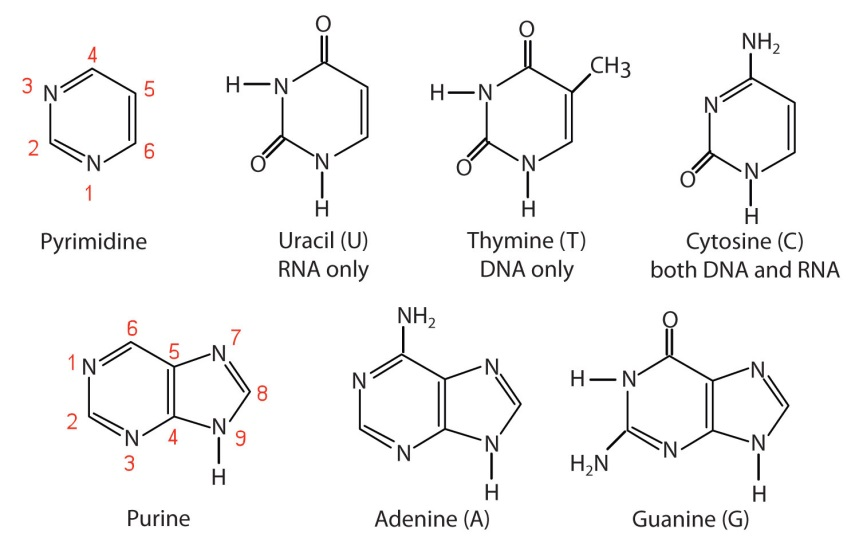 O
O
NH₂
4
CH3
3
N
5
H
N
H
N
N
2
6
N
O
N
O
N
O
N
1
H
H
H
Pyrimidine
Uracil (U)
RNA only
Thymine (T)
DNA only
Cytosine (C)
both DNA and RNA
NH₂
O
6
7
5
N
1
N
N
N
H
N
N
8
2
N
4
N
9
N
N
H₂N
N
N
3
H
H
H
Purine
Adenine (A)
Guanine (G)